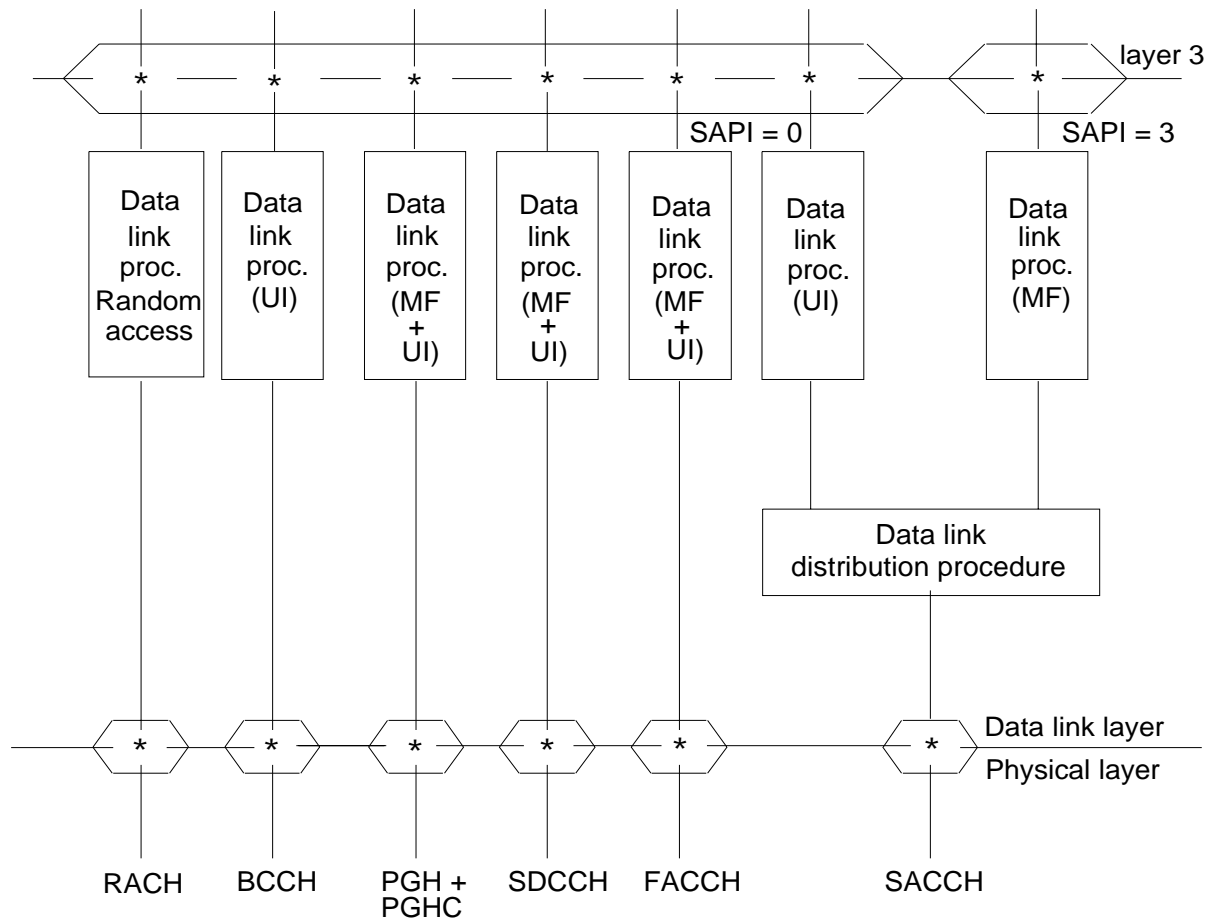 layer 3
* * * * * * *
SAPI = 0
SAPI = 3
Data
link
proc.
Random
access
Data
link
proc.
(UI)
Data
link
proc.
(MF
+
UI)
Data
link
proc.
(MF
+
UI)
Data
link
proc.
(MF
+
UI)
Data
link
proc.
(UI)
Data
link
proc.
(MF)
Data link
distribution procedure
* * * * * *
Data link layer
Physical layer
RACH
BCCH
PGH +
PGHC
SDCCH
FACCH
SACCH